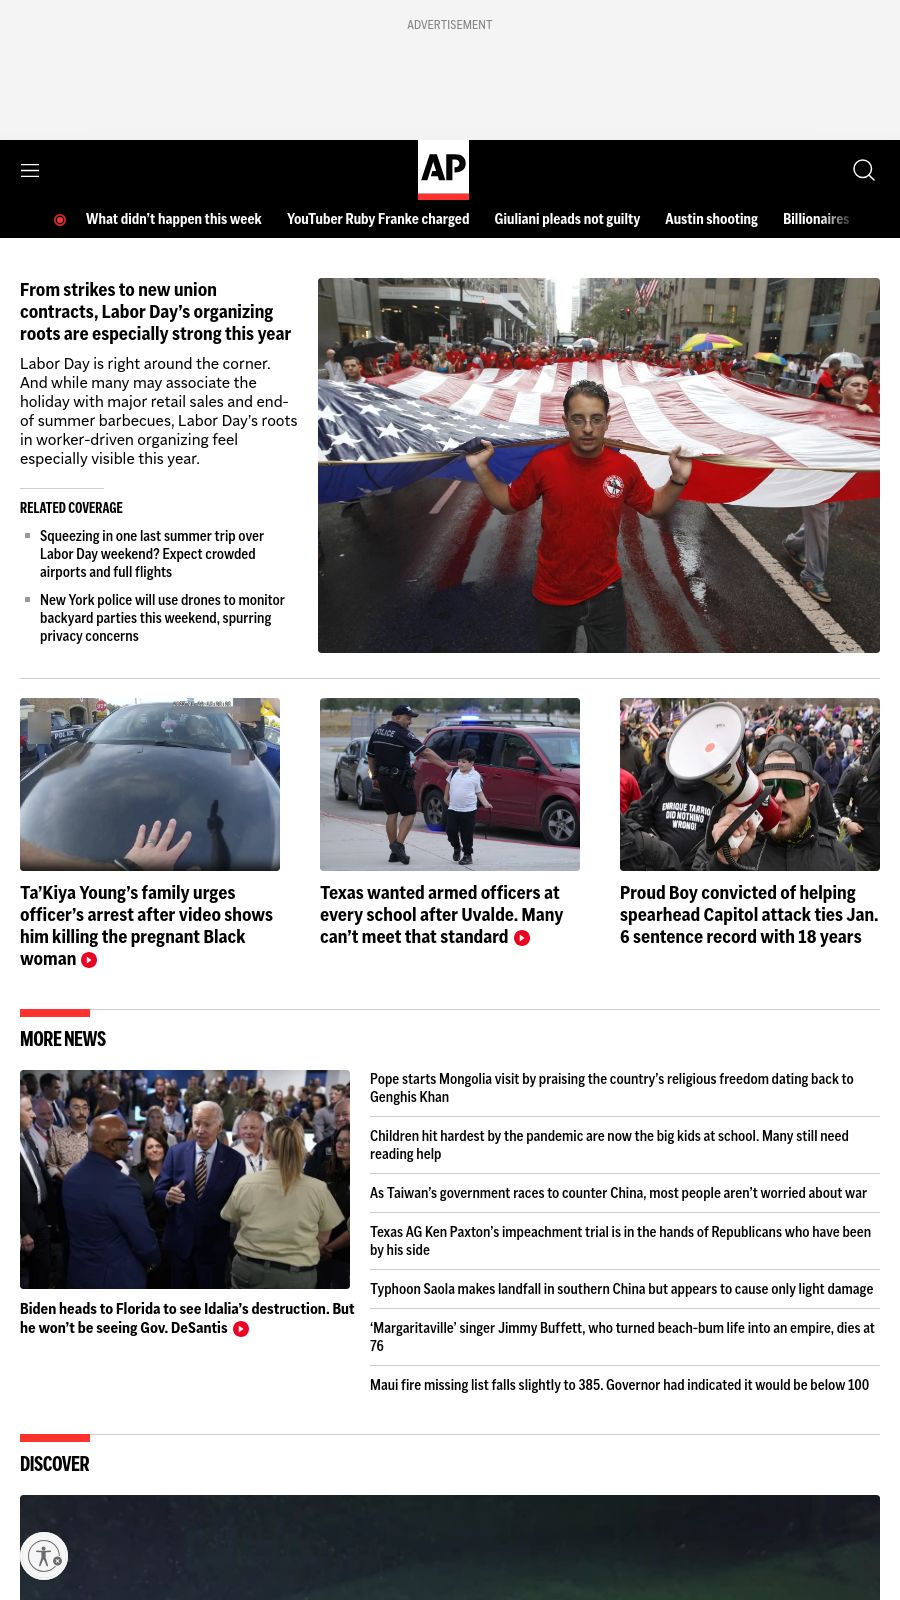 ADVERTISEMENT
AP
What didn’t happen this week
YouTuber Ruby Franke charged
Giuliani pleads not guilty
Austin shooting
Billionaires
From strikes to new union
contracts, Labor Day’s organizing
roots are especially strong this year
Labor Day is right around the corner.
And while many may associate the
holiday with major retail sales and end-
of summer barbecues, Labor Day’s roots
in worker-driven organizing feel
especially visible this year.
RELATED COVERAGE
Squeezing in one last summer trip over
Labor Day weekend? Expect crowded
airports and full flights
New York police will use drones to monitor
backyard parties this weekend, spurring
privacy concerns
POLICE
POLICE
ENRIQUE TARRIO
DID NOTHING
WRONG!
Ta’Kiya Young’s family urges
officer’s arrest after video shows
him killing the pregnant Black
woman
Texas wanted armed officers at
every school after Uvalde. Many
can’t meet that standard
Proud Boy convicted of helping
spearhead Capitol attack ties Jan.
6 sentence record with 18 years
MORE NEWS
Biden heads to Florida to see Idalia’s destruction. But
he won’t be seeing Gov. DeSantis
Pope starts Mongolia visit by praising the country’s religious freedom dating back to
Genghis Khan
Children hit hardest by the pandemic are now the big kids at school. Many still need
reading help
As Taiwan’s government races to counter China, most people aren’t worried about war
Texas AG Ken Paxton’s impeachment trial is in the hands of Republicans who have been
by his side
Typhoon Saola makes landfall in southern China but appears to cause only light damage
‘Margaritaville’ singer Jimmy Buffett, who turned beach-bum life into an empire, dies at
76
Maui fire missing list falls slightly to 385. Governor had indicated it would be below 100
DISCOVER